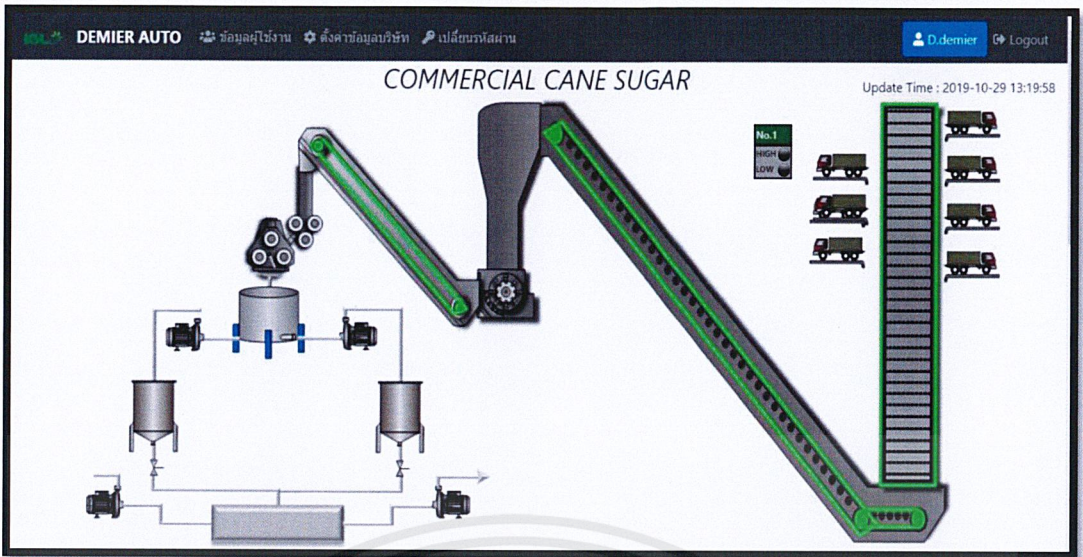 DEMIER AUTO ข้อมูลผู้ใช้งาน ตั้งค่าข้อมูลบริษัท เปลี่ยนรหัสผ่าน D.demier Logout
COMMERCIAL CANE SUGAR
Update Time : 2019-10-29 13:19:58
No.1
HIGH
LOW